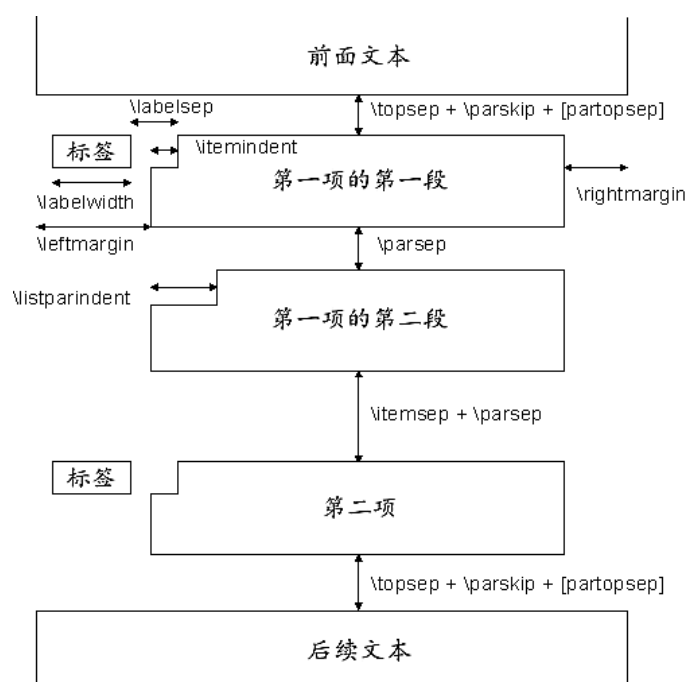 前面文本
\labelsep
\topsep + \parskip + [partopsep]
标签
\itemindent
第一项的第一段
\rightmargin
\labelwidth
\leftmargin
\parsep
\listparindent
第一项的第二段
\itemsep + \parsep
标签
第二项
\topsep + \parskip + [partopsep]
后续文本